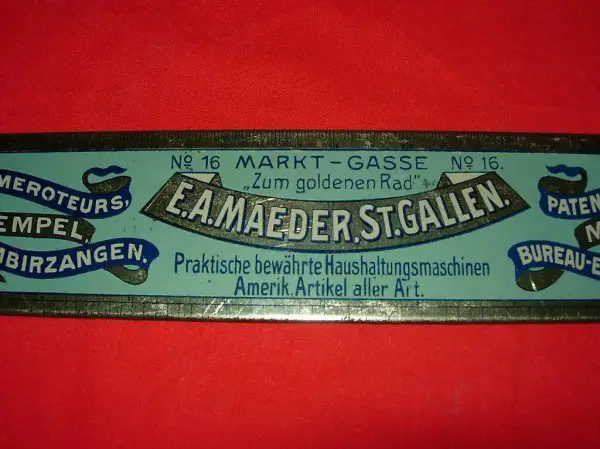 No 16 MARKT-GASSE No 16.
„Zum goldenen Rad"
E.A.MAEDER.ST.GALLEN.
Praktische bewährte Haushaltungsmaschinen
Amerik. Artikel aller Art.
MEROTEURS,
EMPEL,
MBIRZANGEN.
PATEN
M
BUREAU-E